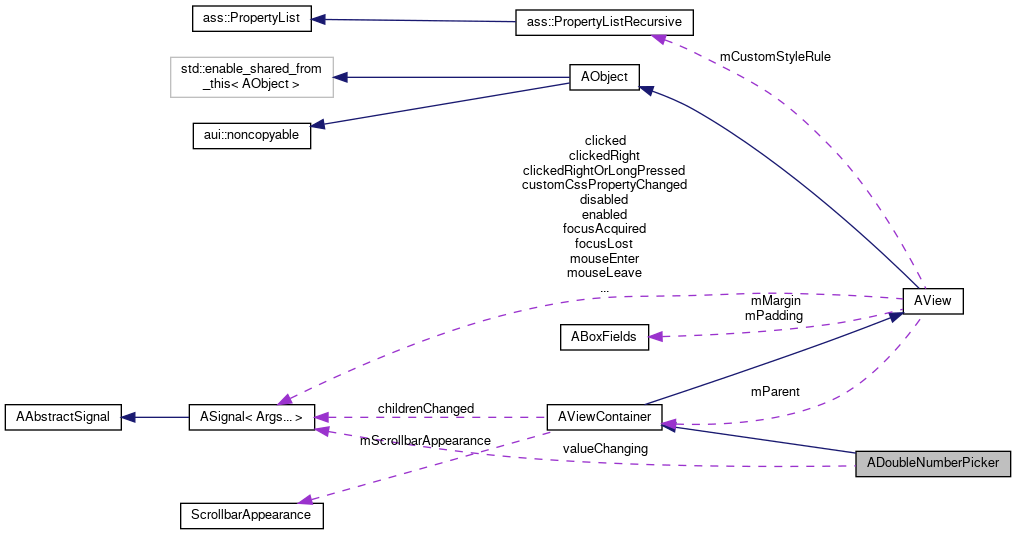 ass::PropertyList
ass::PropertyListRecursive
mCustomStyleRule
std::enable_shared_from
_this< AObject >
AObject
aui::noncopyable
clicked
clickedRight
clickedRightOrLongPressed
customCssPropertyChanged
disabled
enabled
focusAcquired
focusLost
mouseEnter
mouseLeave
...
AView
mMargin
mPadding
ABoxFields
mParent
AAbstractSignal
ASignal< Args... >
childrenChanged
AViewContainer
mScrollbarAppearance
valueChanging
ADoubleNumberPicker
ScrollbarAppearance